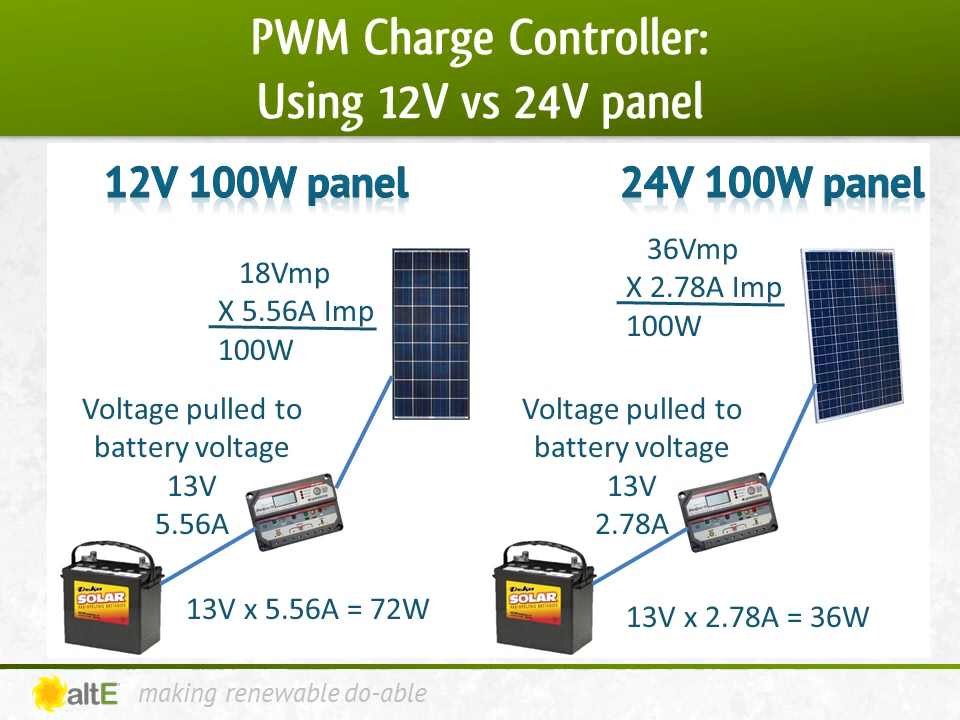 PWM Charge Controller:
Using 12V vs 24V panel
12V 100W panel
18Vmp
X 5.56A Imp
100W
Voltage pulled to
battery voltage
13V
5.56A
Deka
SOLAR
13V x 5.56A = 72W
24V 100W panel
36Vmp
X 2.78A Imp
100W
Voltage pulled to
battery voltage
13V
2.78A
Deka
SOLAR
13V x 2.78A = 36W
altE making renewable do-able